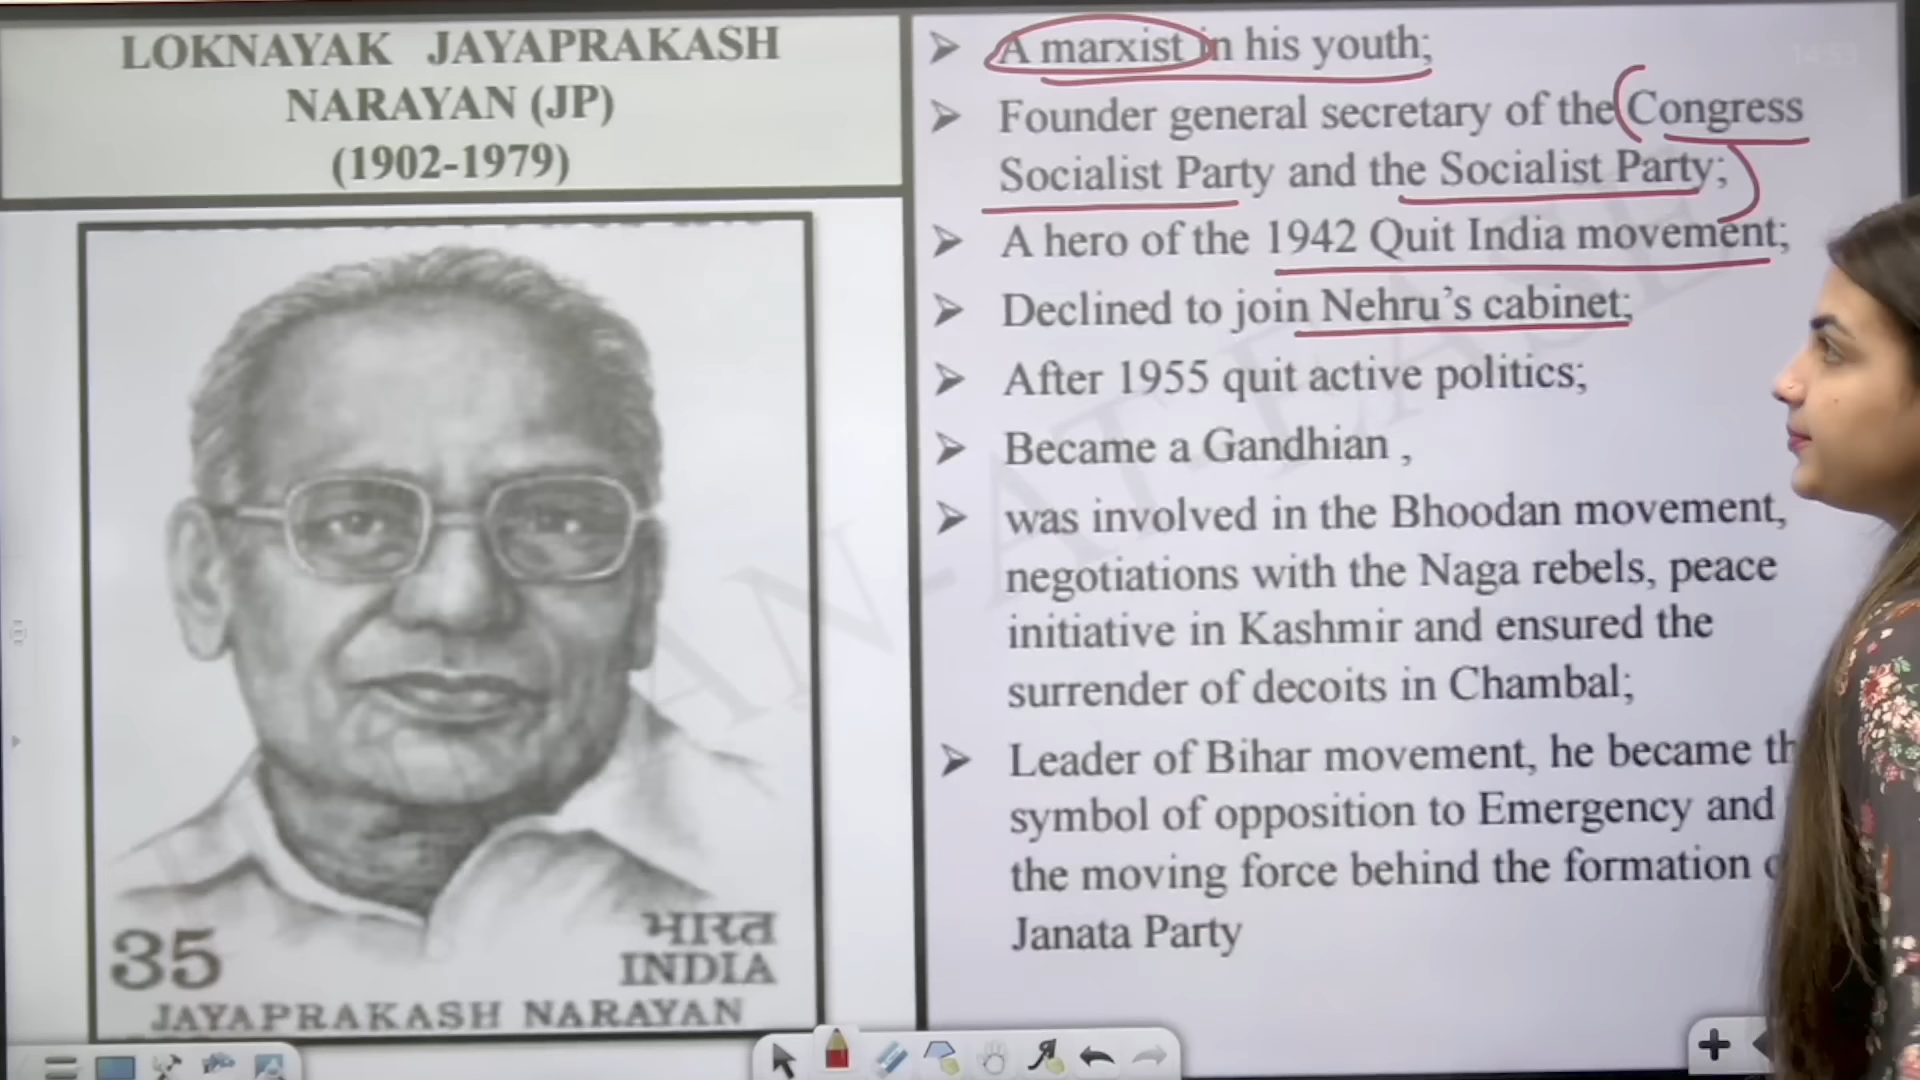 LOKNAYAK JAYAPRAKASH
NARAYAN (JP)
(1902-1979)
35
भारत
INDIA
JAYAPRAKASH NARAYAN
➤ A marxist in his youth;
➤ Founder general secretary of the Congress
Socialist Party and the Socialist Party;
➤ A hero of the 1942 Quit India movement;
➤ Declined to join Nehru's cabinet;
➤ After 1955 quit active politics;
➤ Became a Gandhian ,
➤ was involved in the Bhoodan movement,
negotiations with the Naga rebels, peace
initiative in Kashmir and ensured the
surrender of decoits in Chambal;
➤ Leader of Bihar movement, he became
symbol of opposition to Emergency and
the moving force behind the formation
Janata Party
14:53